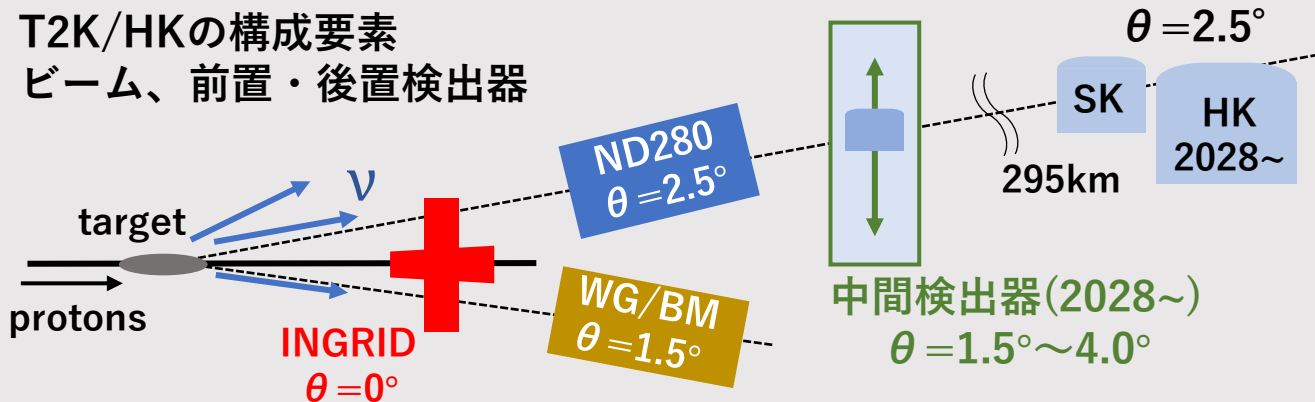 T2K/HKの構成要素
ビーム、前置・後置検出器
θ=2.5°
SK
HK
2028~
295km
ND280
θ=2.5°
ν
target
protons
INGRID
θ=0°
WG/BM
θ=1.5°
中間検出器(2028~)
θ=1.5°～4.0°